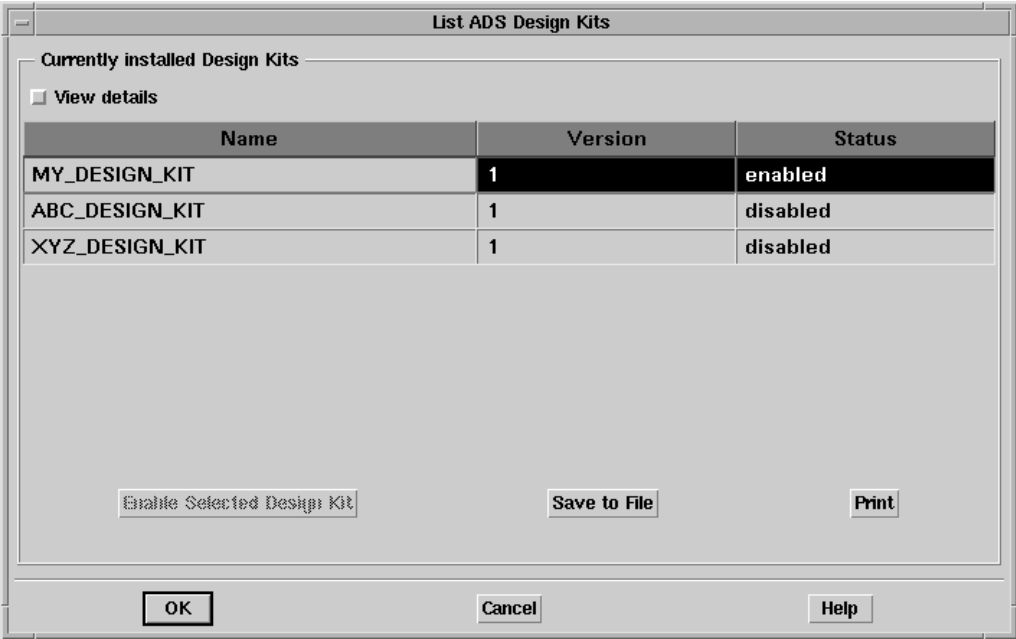 List ADS Design Kits
Currently installed Design Kits
View details
Name Version Status
MY_DESIGN_KIT 1 enabled
ABC_DESIGN_KIT 1 disabled
XYZ_DESIGN_KIT 1 disabled
Enable Selected Design Kit Save to File Print
OK Cancel Help